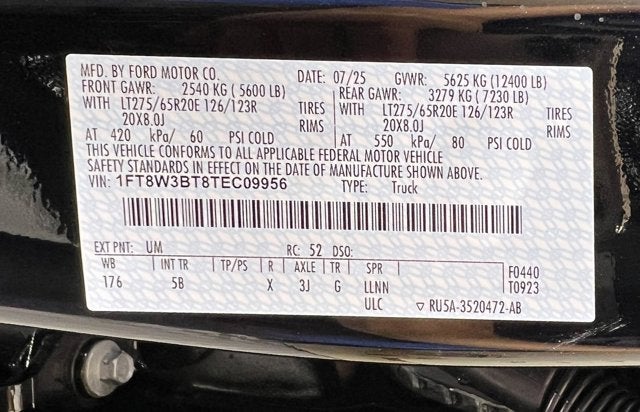 MFD. BY FORD MOTOR CO. DATE: 07/25 GVWR: 5625 KG (12400 LB)
FRONT GAWR: 2540 KG (5600 LB) REAR GAWR: 3279 KG (7230 LB)
WITH LT275/65R20E 126/123R TIRES WITH LT275/65R20E 126/123R TIRES
20X8.0J RIMS 20X8.0J RIMS
AT 420 kPa/ 60 PSI COLD AT 550 kPa/ 80 PSI COLD
THIS VEHICLE CONFORMS TO ALL APPLICABLE FEDERAL MOTOR VEHICLE
SAFETY STANDARDS IN EFFECT ON THE DATE OF MANUFACTURE SHOWN ABOVE.
VIN: 1FT8W3BT8TEC09956 TYPE: Truck
EXT PNT: UM RC: 52 DSO:
WB INT TR TP/PS R AXLE TR SPR F0440
176 5B X 3J G LLNN T0923
ULC ▽ RU5A-3520472-AB